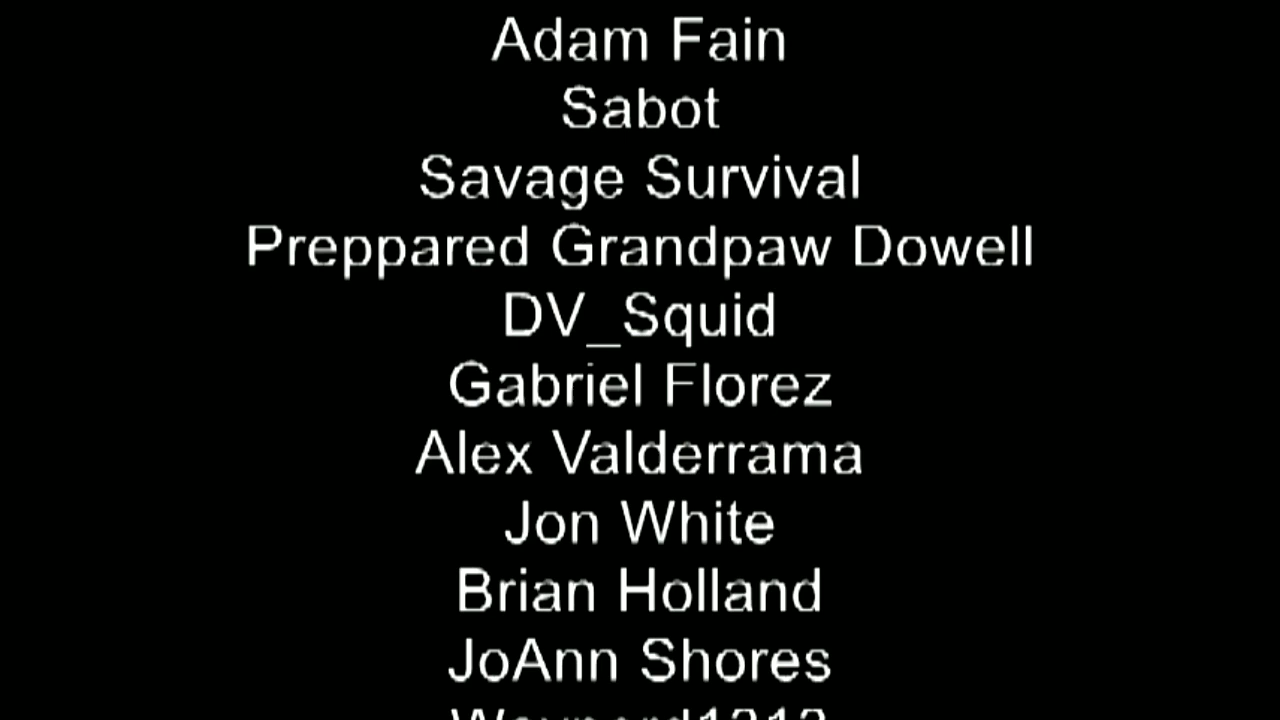 Adam Fain
Sabot
Savage Survival
Preppared Grandpaw Dowell
DV_Squid
Gabriel Florez
Alex Valderrama
Jon White
Brian Holland
JoAnn Shores